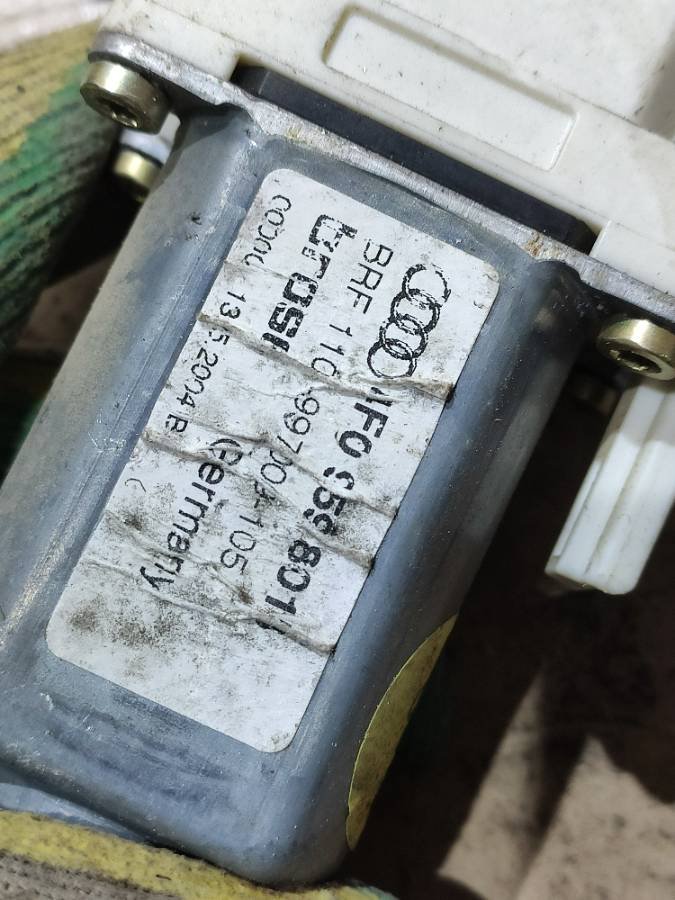 4F0 959 801
BRF 110 997004-105
brose Germany
13.5.2004 R